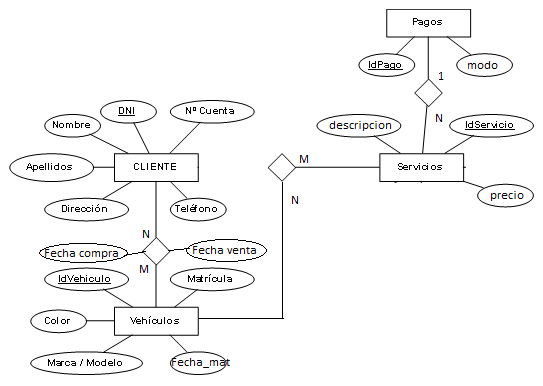 Pagos
IdPago
modo
1
N
DNI
Nº Cuenta
Nombre
descripcion
IdServicio
Apellidos
CLIENTE
M
Servicios
Dirección
Teléfono
N
precio
N
Fecha compra
Fecha venta
M
IdVehiculo
Matrícula
Color
Vehículos
Marca / Modelo
Fecha_mat